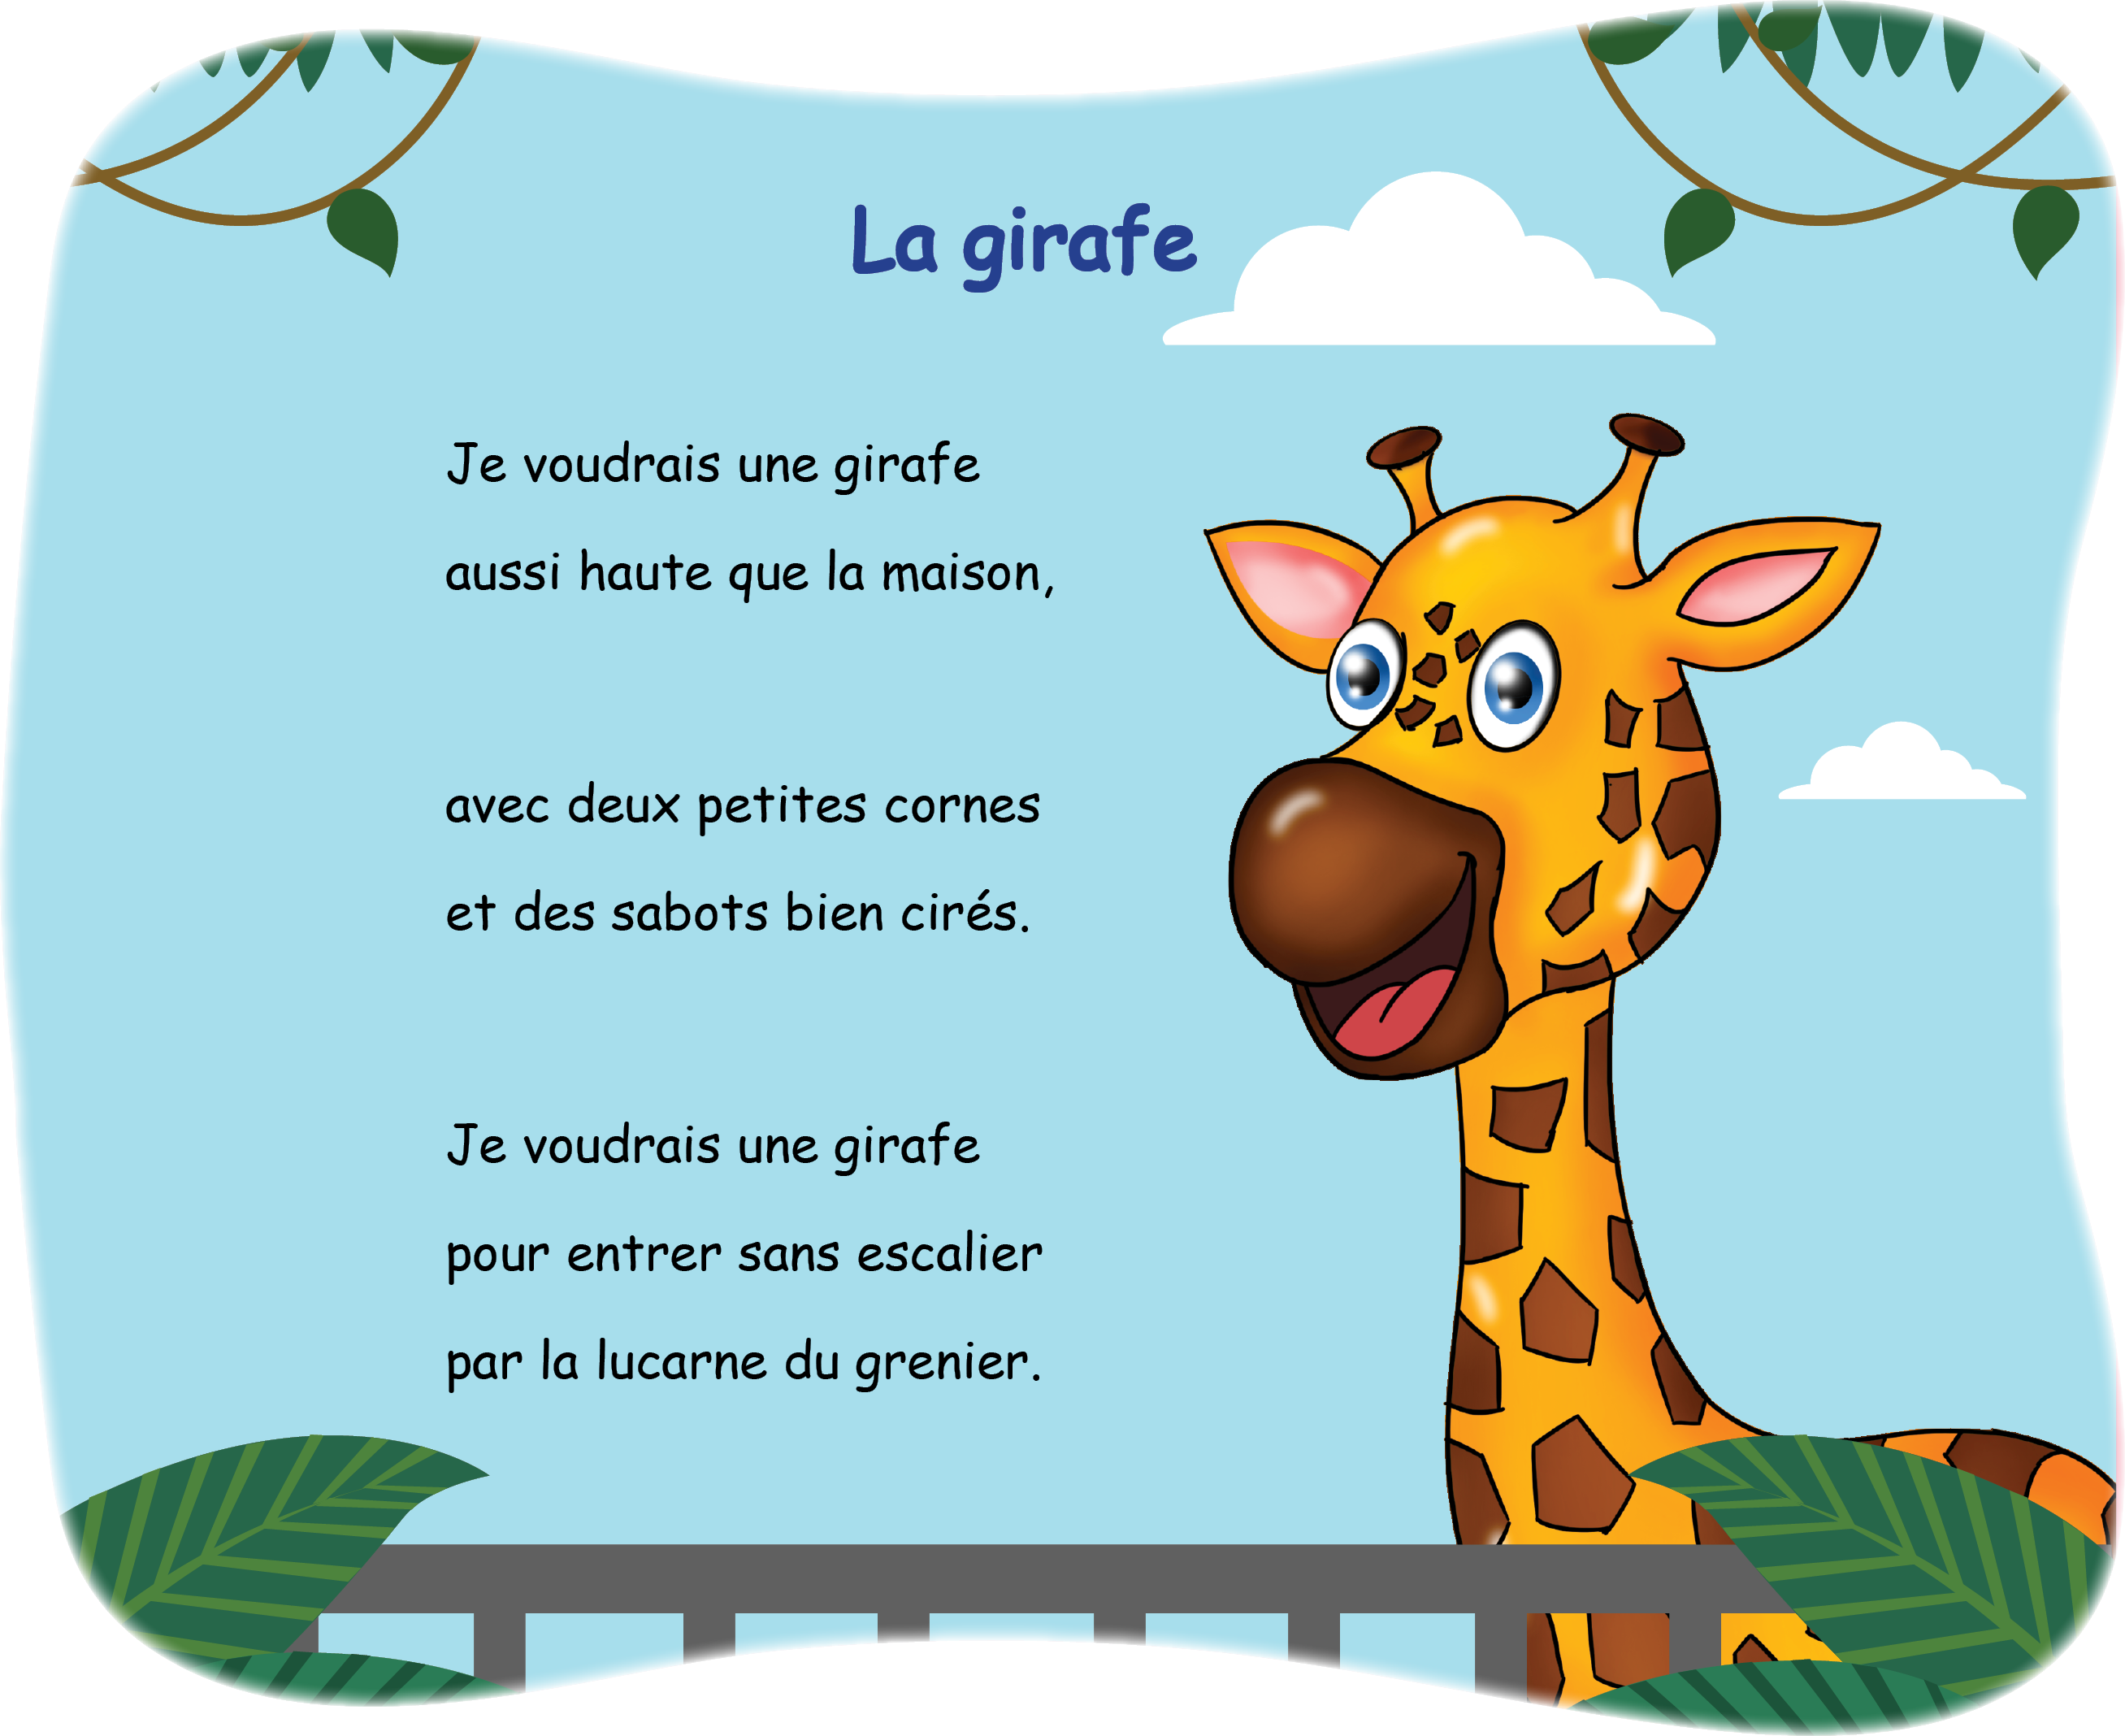 La girafe
Je voudrais une girafe
aussi haute que la maison,
avec deux petites cornes
et des sabots bien cirés.
Je voudrais une girafe
pour entrer sans escalier
par la lucarne du grenier.